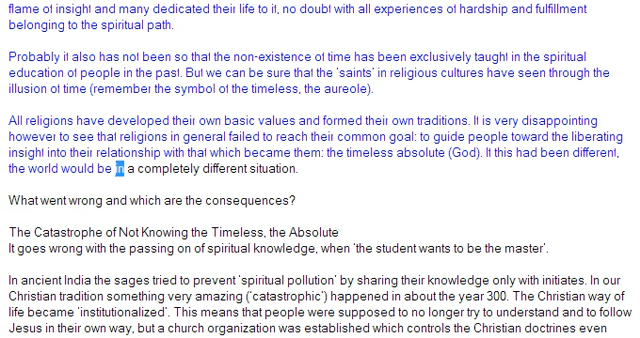 flame of insight and many dedicated their life to it, no doubt with all experiences of hardship and fulfillment
belonging to the spiritual path.
Probably it also has not been so that the non-existence of time has been exclusively taught in the spiritual
education of people in the past. But we can be sure that the 'saints' in religious cultures have seen through the
illusion of time (remember the symbol of the timeless, the aureole).
All religions have developed their own basic values and formed their own traditions. It is very disappointing
however to see that religions in general failed to reach their common goal: to guide people toward the liberating
insight into their relationship with that which became them: the timeless absolute (God). It this had been different,
the world would be in a completely different situation.
What went wrong and which are the consequences?
The Catastrophe of Not Knowing the Timeless, the Absolute
It goes wrong with the passing on of spiritual knowledge, when 'the student wants to be the master'.
In ancient India the sages tried to prevent 'spiritual pollution' by sharing their knowledge only with initiates. In our
Christian tradition something very amazing ('catastrophic') happened in about the year 300. The Christian way of
life became 'institutionalized'. This means that people were supposed to no longer try to understand and to follow
Jesus in their own way, but a church organization was established which controls the Christian doctrines even